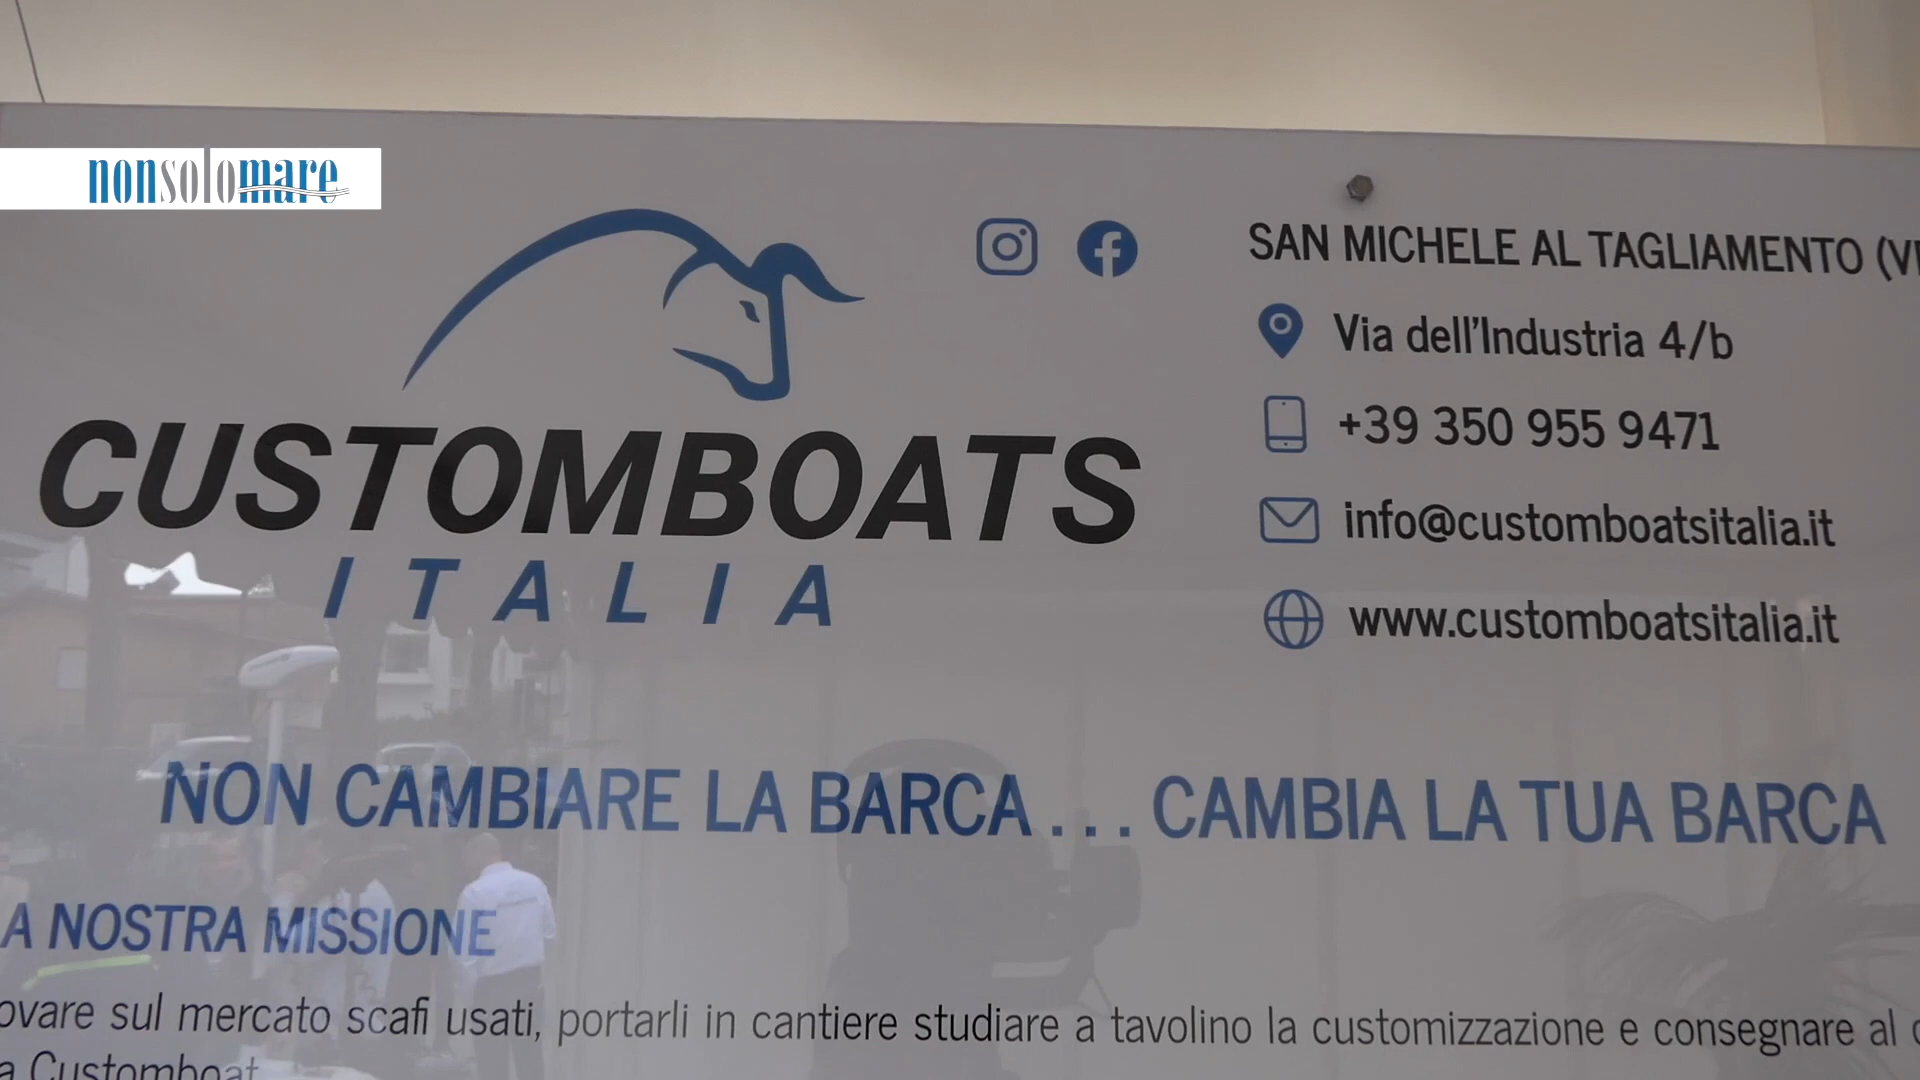 nonsolomare
SAN MICHELE AL TAGLIAMENTO
Via dell'Industria 4/b
+39 350 955 9471
info@customboatsitalia.it
www.customboatsitalia.it
CUSTOMBOATS
ITALIA
NON CAMBIARE LA BARCA... CAMBIA LA TUA BARCA
A NOSTRA MISSIONE
sul mercato scafi usati, portarli in cantiere studiare a tavolino la customizzazione e consegnare al
a Customboat